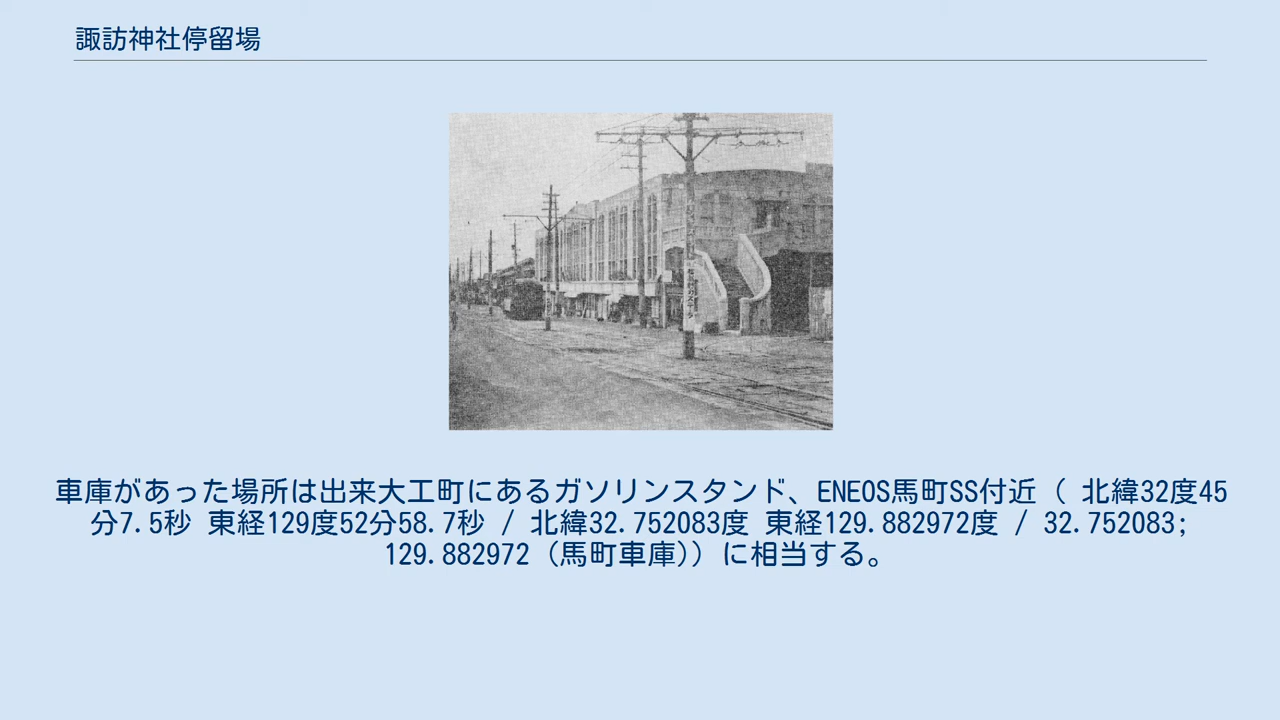 諏訪神社停留場
車庫があった場所は出来大工町にあるガソリンスタンド、ENEOS馬町SS付近（ 北緯32度45
分7.5秒 東経129度52分58.7秒 / 北緯32.752083度 東経129.882972度 / 32.752083;
129.882972（馬町車庫)）に相当する。